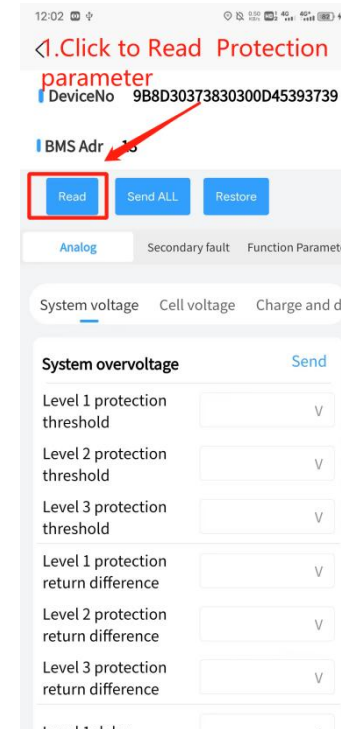 12:02
1.Click to Read Protection
parameter
DeviceNo 9B8D30373830300D45393739
BMS Adr
Read Send ALL Restore
Analog Secondary fault Function Paramet
System voltage Cell voltage Charge and d
System overvoltage Send
Level 1 protection
threshold V
Level 2 protection
threshold V
Level 3 protection
threshold V
Level 1 protection
return difference V
Level 2 protection
return difference V
Level 3 protection
return difference V